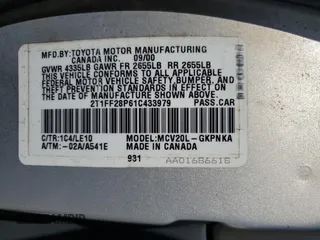 MFD.BY:TOYOTA MOTOR MANUFACTURING
CANADA INC. 09/00
GVWR 4335LB GAWR FR 2655LB RR 2655LB
THIS VEHICLE CONFORMS TO ALL APPLICABLE
FEDERAL MOTOR VEHICLE SAFETY, BUMPER,
AND THEFT PREVENTION STANDARDS IN EFFECT
ON THE DATE OF MANUFACTURE SHOWN ABOVE.
2T1FF28P61C433979 PASS.CAR
C/TR:1C4/LE10 MODEL:MCV20L-GKPNKA
A/TM:-02A/A541E MADE IN CANADA
931
AA0168661S